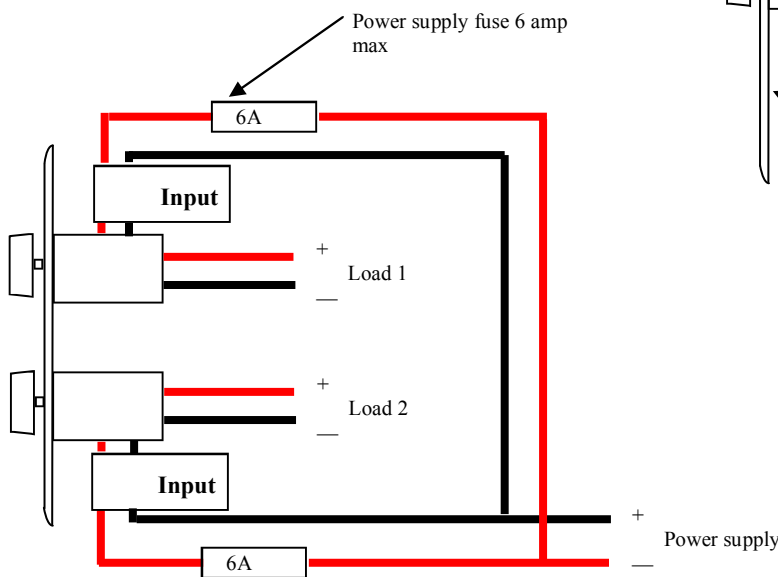 Power supply fuse 6 amp
max
6A
Input
+
Load 1
—
+
Load 2
—
Input
+
Power supply
—
6A